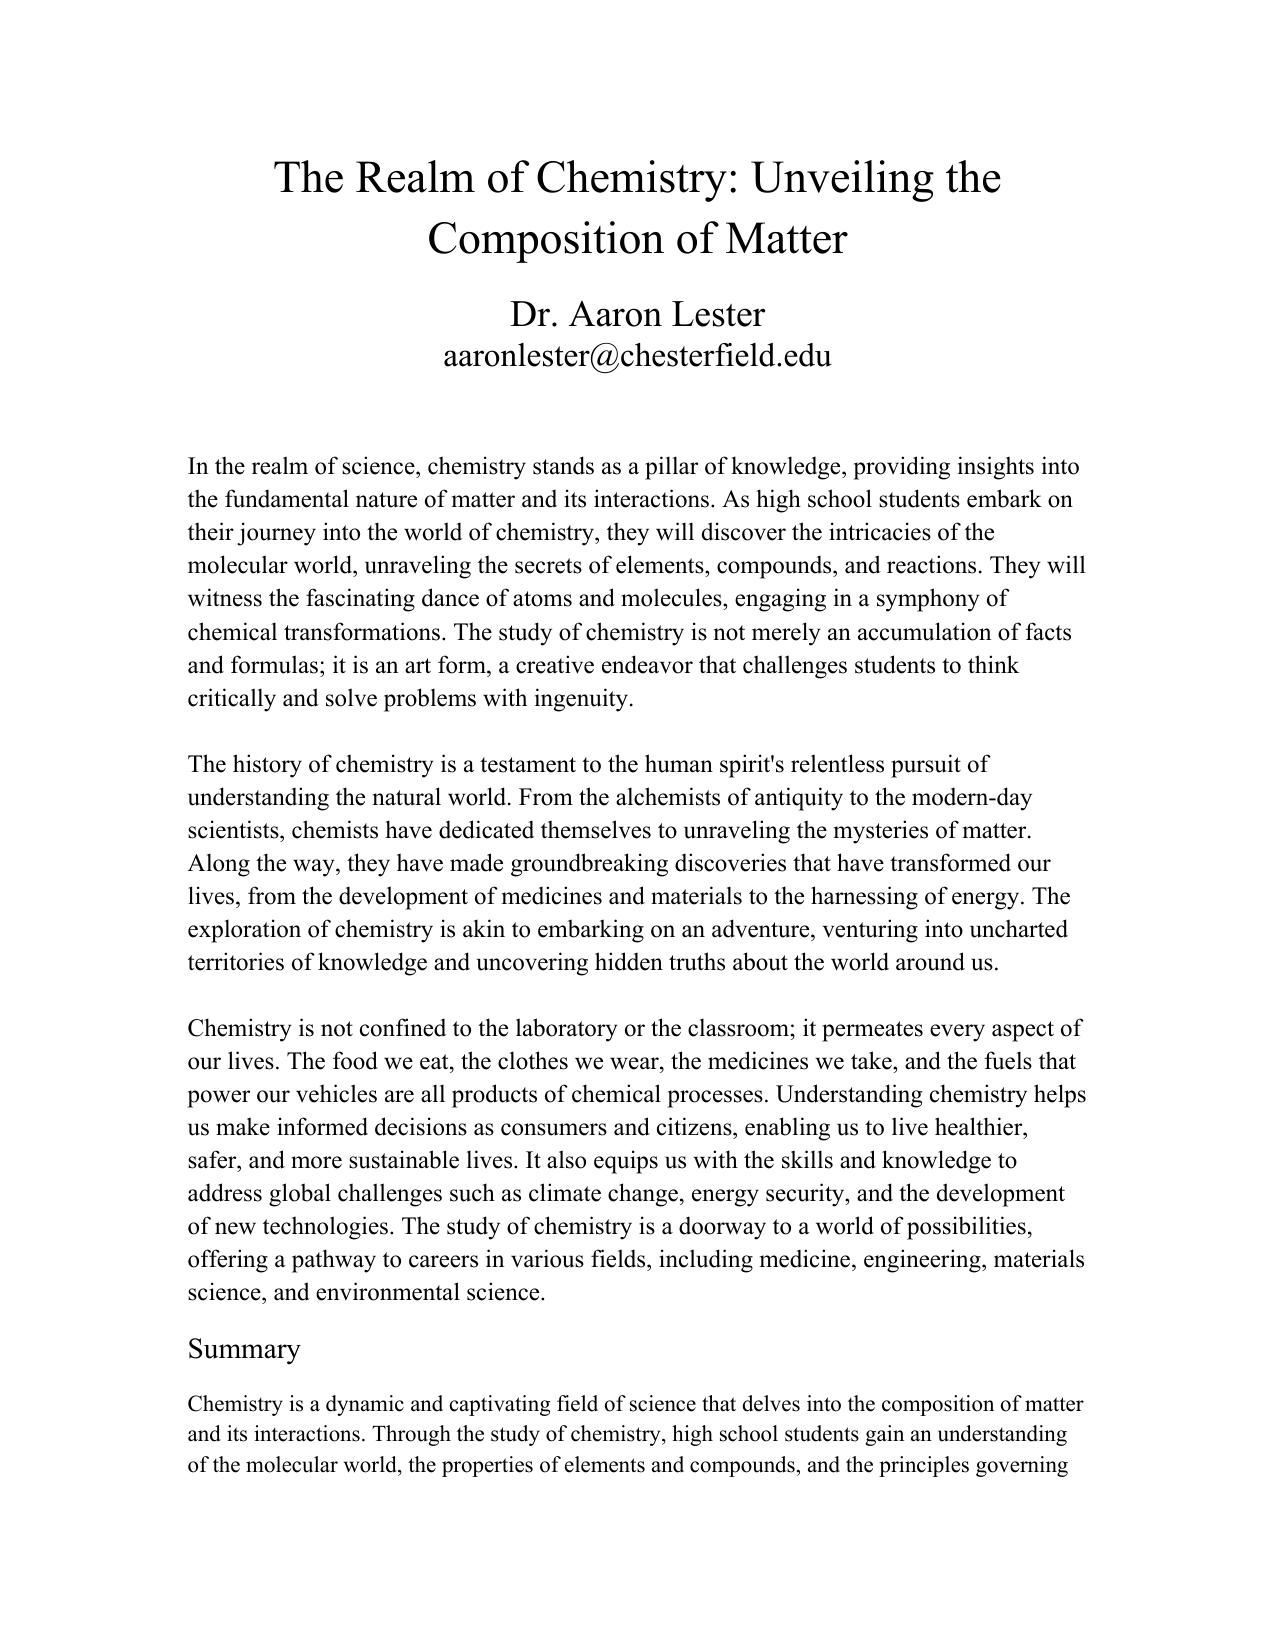 The Realm of Chemistry: Unveiling the
Composition of Matter
Dr. Aaron Lester
aaronlester@chesterfield.edu
In the realm of science, chemistry stands as a pillar of knowledge, providing insights into
the fundamental nature of matter and its interactions. As high school students embark on
their journey into the world of chemistry, they will discover the intricacies of the
molecular world, unraveling the secrets of elements, compounds, and reactions. They will
witness the fascinating dance of atoms and molecules, engaging in a symphony of
chemical transformations. The study of chemistry is not merely an accumulation of facts
and formulas; it is an art form, a creative endeavor that challenges students to think
critically and solve problems with ingenuity.
The history of chemistry is a testament to the human spirit's relentless pursuit of
understanding the natural world. From the alchemists of antiquity to the modern-day
scientists, chemists have dedicated themselves to unraveling the mysteries of matter.
Along the way, they have made groundbreaking discoveries that have transformed our
lives, from the development of medicines and materials to the harnessing of energy. The
exploration of chemistry is akin to embarking on an adventure, venturing into uncharted
territories of knowledge and uncovering hidden truths about the world around us.
Chemistry is not confined to the laboratory or the classroom; it permeates every aspect of
our lives. The food we eat, the clothes we wear, the medicines we take, and the fuels that
power our vehicles are all products of chemical processes. Understanding chemistry helps
us make informed decisions as consumers and citizens, enabling us to live healthier,
safer, and more sustainable lives. It also equips us with the skills and knowledge to
address global challenges such as climate change, energy security, and the development
of new technologies. The study of chemistry is a doorway to a world of possibilities,
offering a pathway to careers in various fields, including medicine, engineering, materials
science, and environmental science.
Summary
Chemistry is a dynamic and captivating field of science that delves into the composition of matter
and its interactions. Through the study of chemistry, high school students gain an understanding
of the molecular world, the properties of elements and compounds, and the principles governing